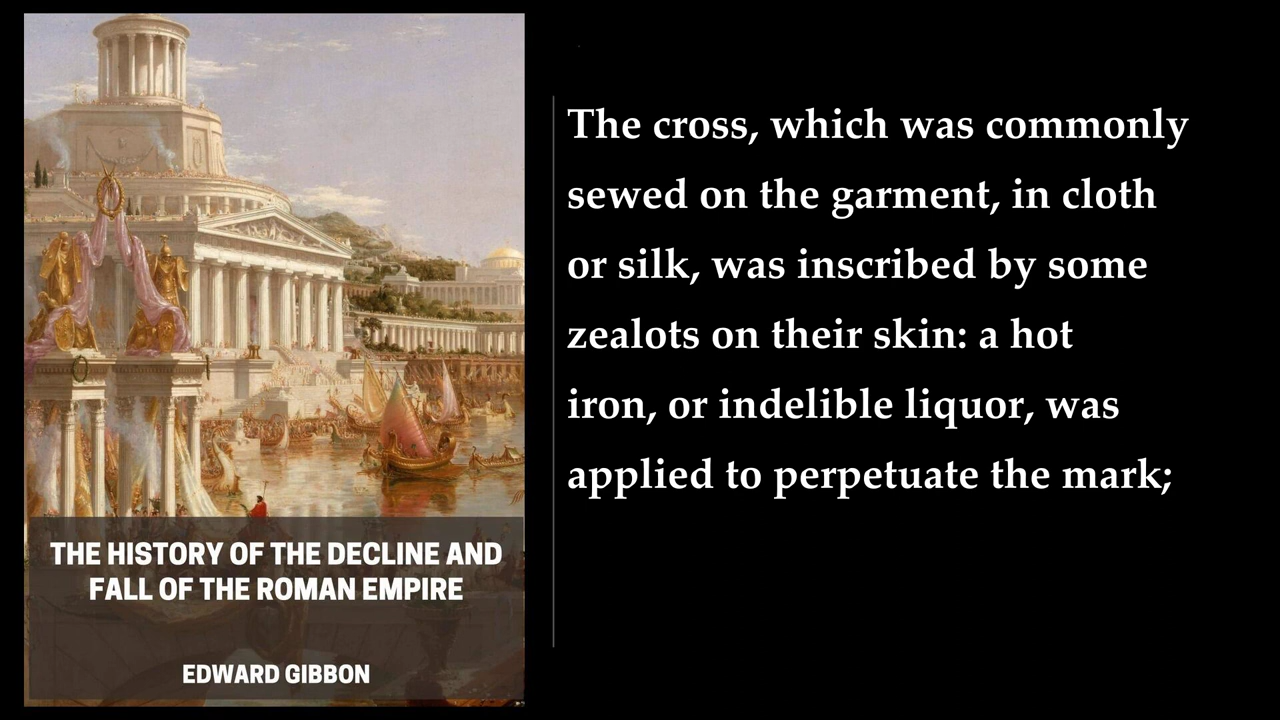 THE HISTORY OF THE DECLINE AND
FALL OF THE ROMAN EMPIRE
EDWARD GIBBON
The cross, which was commonly
sewed on the garment, in cloth
or silk, was inscribed by some
zealots on their skin: a hot
iron, or indelible liquor, was
applied to perpetuate the mark;